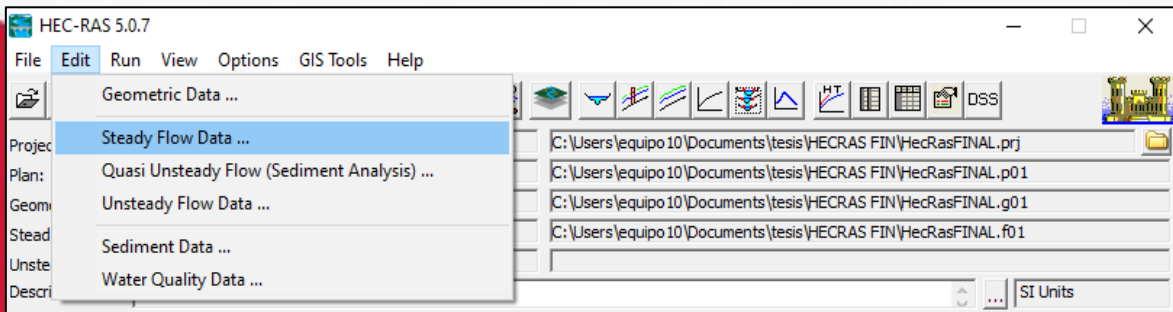 HEC-RAS 5.0.7
File Edit Run View Options GIS Tools Help
Geometric Data ...
HT DSS
Steady Flow Data ...
Projec C:\Users\equipo10\Documents\tesis\HECRAS FIN\HecRasFINAL.prj
Quasi Unsteady Flow (Sediment Analysis) ...
Plan: C:\Users\equipo10\Documents\tesis\HECRAS FIN\HecRasFINAL.p01
Unsteady Flow Data ...
Geome C:\Users\equipo10\Documents\tesis\HECRAS FIN\HecRasFINAL.g01
Stead C:\Users\equipo10\Documents\tesis\HECRAS FIN\HecRasFINAL.f01
Sediment Data ...
Unste
Water Quality Data ...
Descri ... SI Units